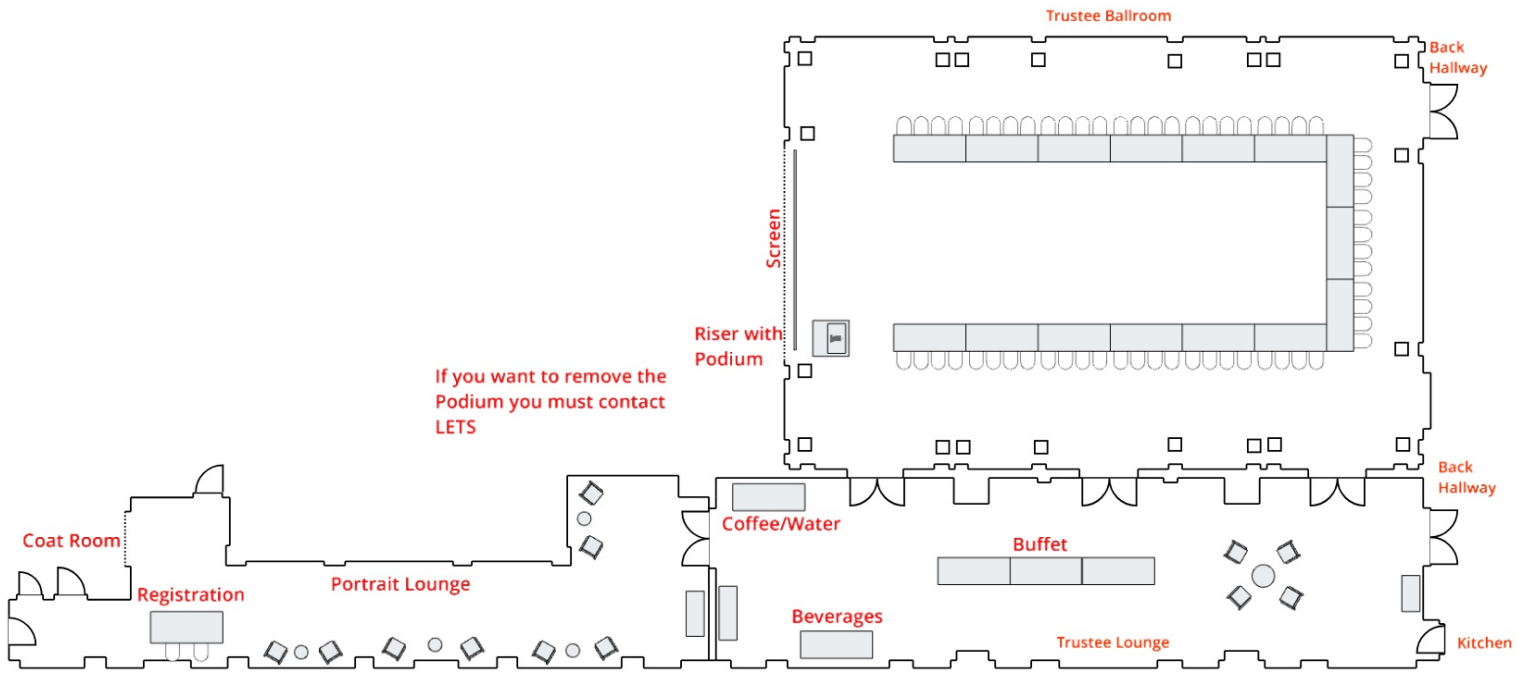 Trustee Ballroom
Back
Hallway
Screen
Riser with
Podium
If you want to remove the
Podium you must contact
LETS
Back
Hallway
Coffee/Water
Coat Room
Buffet
Portrait Lounge
Registration
Beverages
Trustee Lounge
Kitchen